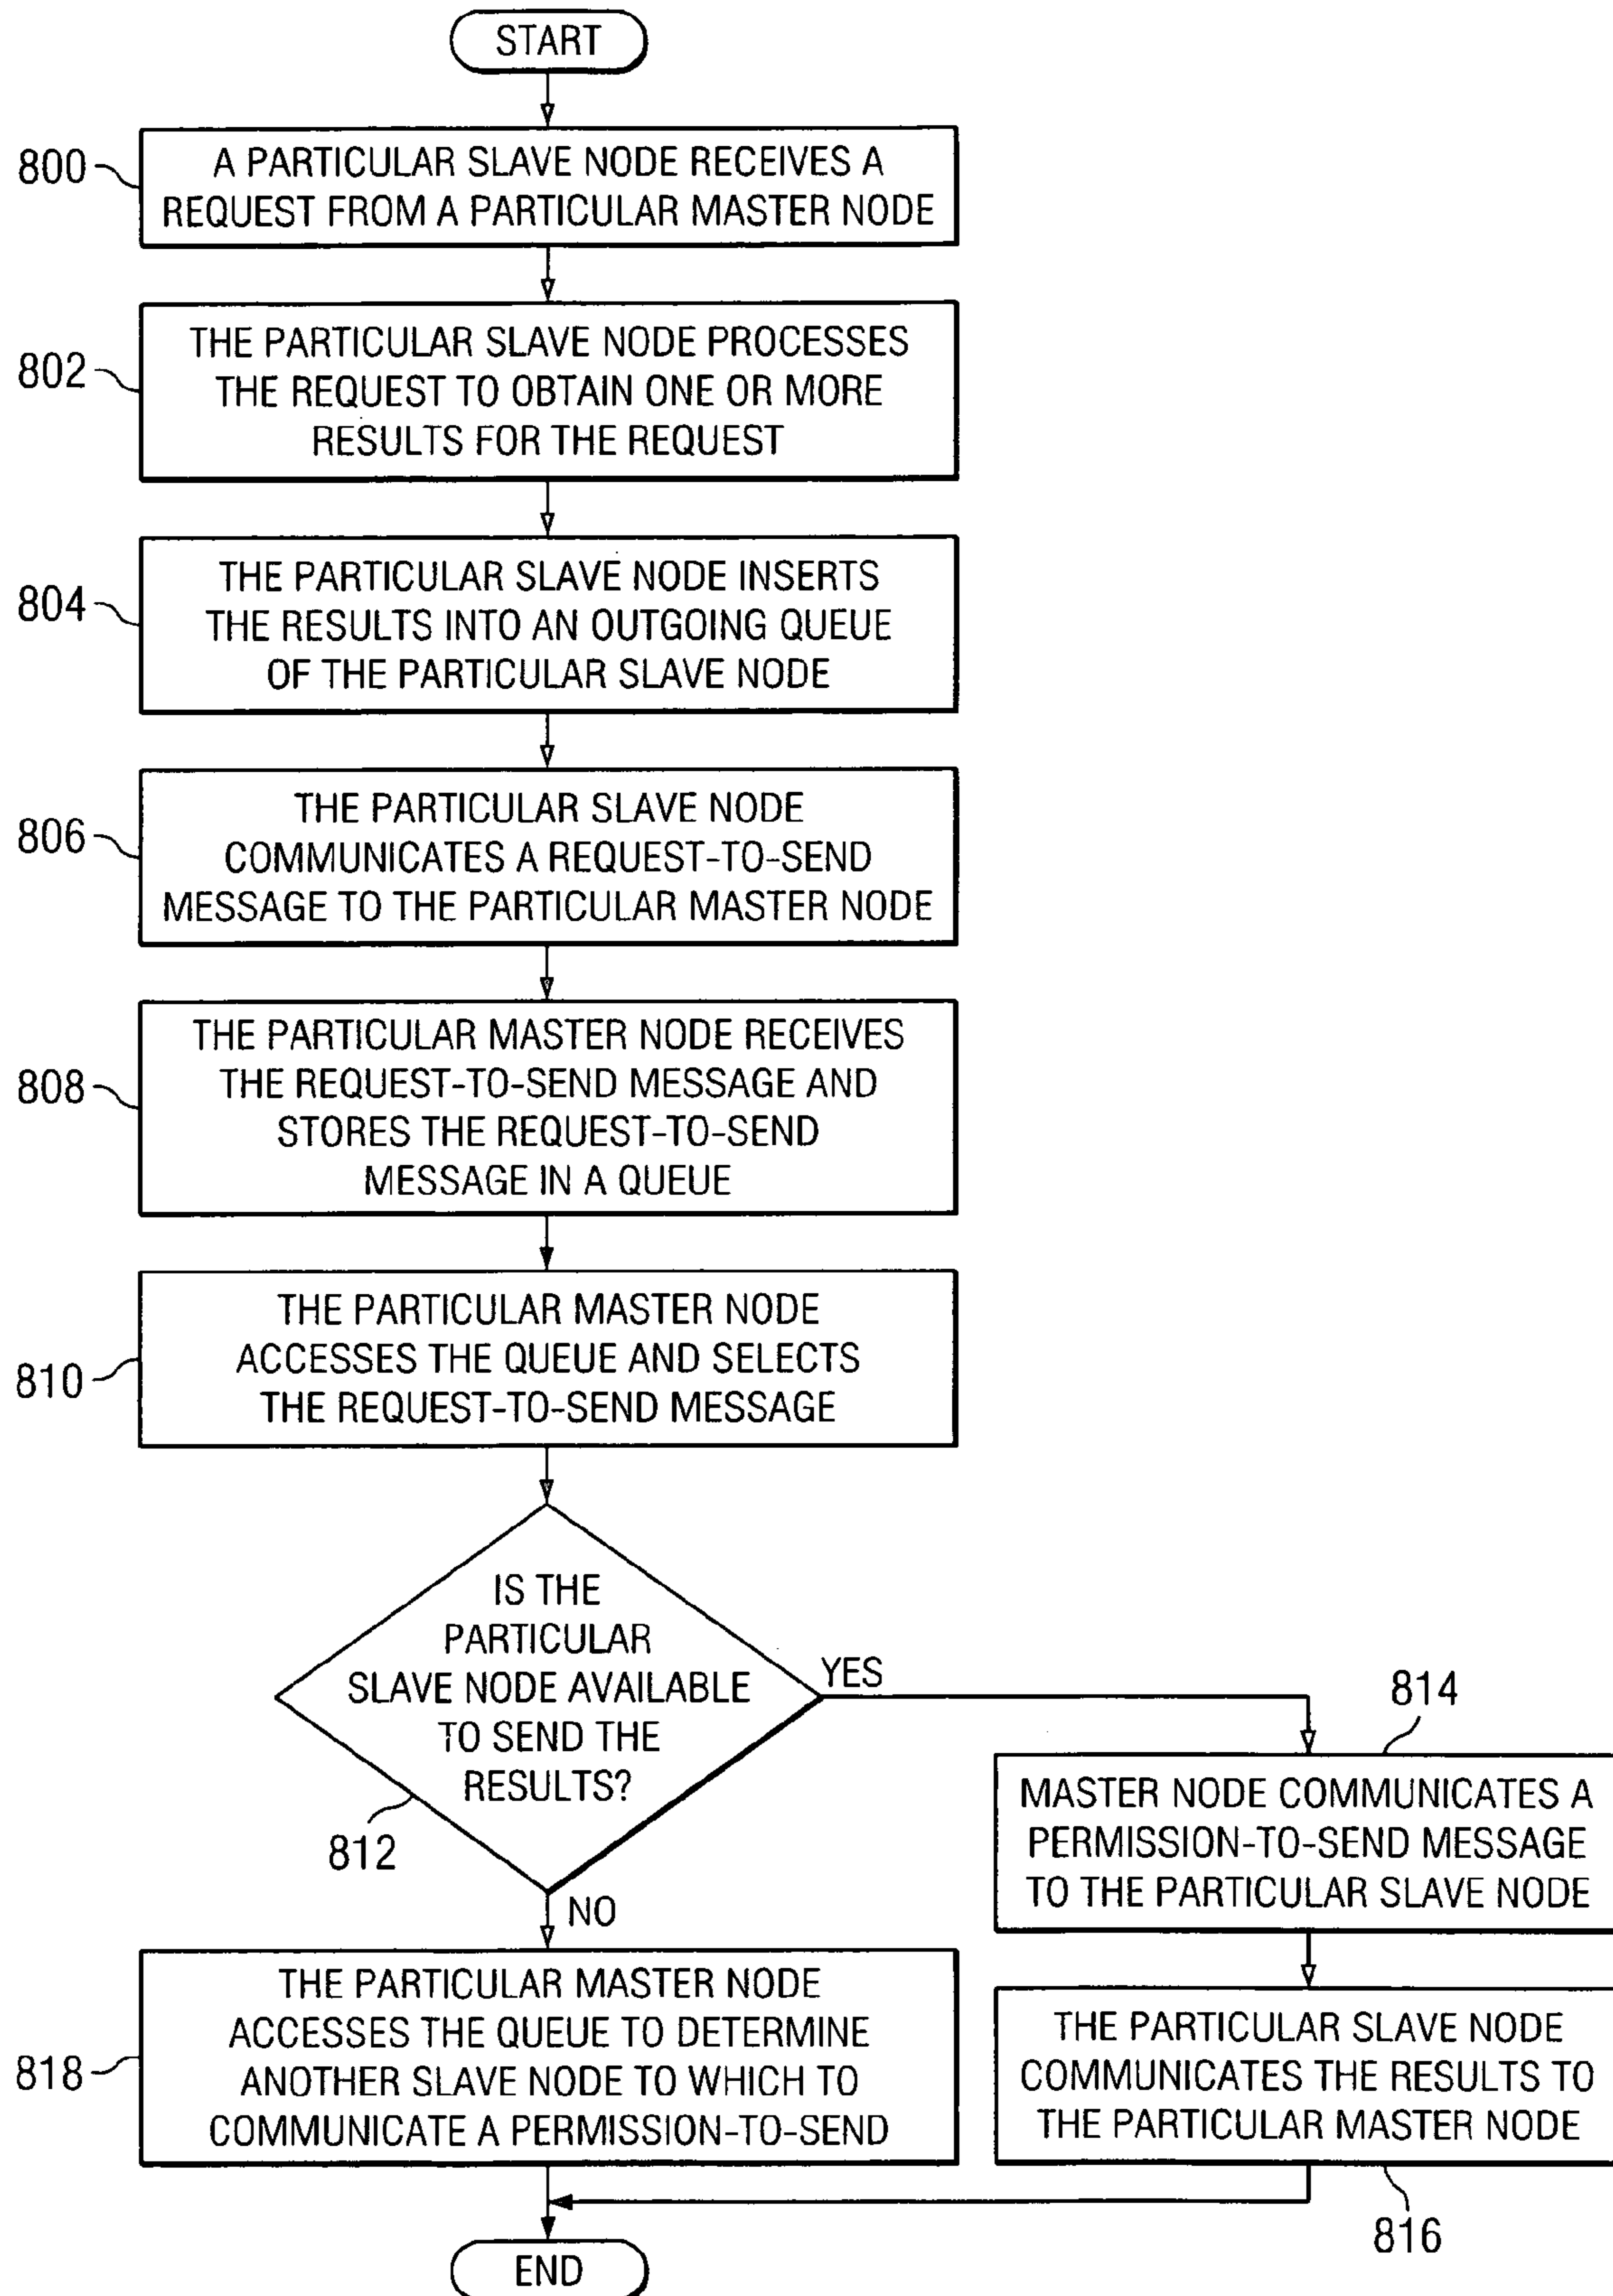 START
800
A PARTICULAR SLAVE NODE RECEIVES A
REQUEST FROM A PARTICULAR MASTER NODE
802
THE PARTICULAR SLAVE NODE PROCESSES
THE REQUEST TO OBTAIN ONE OR MORE
RESULTS FOR THE REQUEST
804
THE PARTICULAR SLAVE NODE INSERTS
THE RESULTS INTO AN OUTGOING QUEUE
OF THE PARTICULAR SLAVE NODE
806
THE PARTICULAR SLAVE NODE
COMMUNICATES A REQUEST-TO-SEND
MESSAGE TO THE PARTICULAR MASTER NODE
808
THE PARTICULAR MASTER NODE RECEIVES
THE REQUEST-TO-SEND MESSAGE AND
STORES THE REQUEST-TO-SEND
MESSAGE IN A QUEUE
810
THE PARTICULAR MASTER NODE
ACCESSES THE QUEUE AND SELECTS
THE REQUEST-TO-SEND MESSAGE
IS THE
PARTICULAR
SLAVE NODE AVAILABLE
TO SEND THE
RESULTS?
812
YES
NO
814
MASTER NODE COMMUNICATES A
PERMISSION-TO-SEND MESSAGE
TO THE PARTICULAR SLAVE NODE
THE PARTICULAR SLAVE NODE
COMMUNICATES THE RESULTS TO
THE PARTICULAR MASTER NODE
816
818
THE PARTICULAR MASTER NODE
ACCESSES THE QUEUE TO DETERMINE
ANOTHER SLAVE NODE TO WHICH TO
COMMUNICATE A PERMISSION-TO-SEND
END